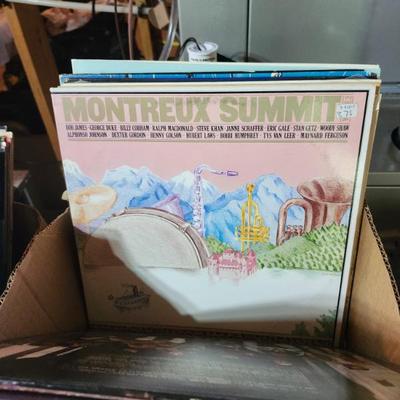 MONTREUX SUMMIT
BOB JAMES · GEORGE DUKE · BILLY COBHAM · RALPH MACDONALD · STEVE KHAN · JANNE SCHAFFER · ERIC GALE · STAN GETZ · WOODY SHAW
ALPHONSO JOHNSON · DEXTER GORDON · BENNY GOLSON · HUBERT LAWS · BOBBI HUMPHREY · THIJS VAN LEER · MAYNARD FERGUSON